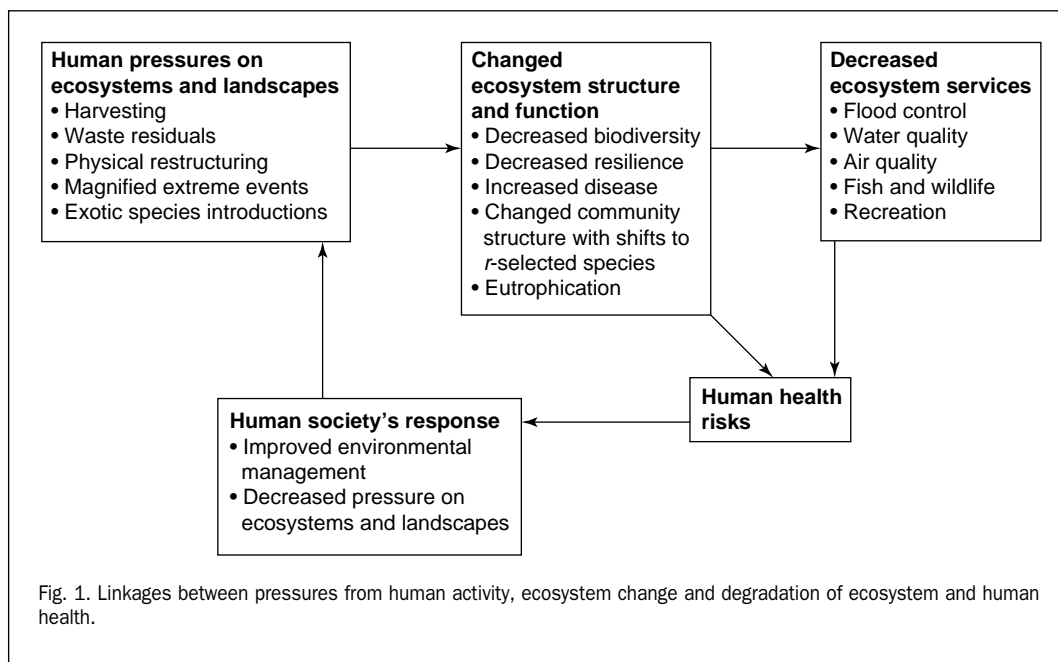 Human pressures on
ecosystems and landscapes
• Harvesting
• Waste residuals
• Physical restructuring
• Magnified extreme events
• Exotic species introductions
Changed
ecosystem structure
and function
• Decreased biodiversity
• Decreased resilience
• Increased disease
• Changed community
structure with shifts to
r-selected species
• Eutrophication
Decreased
ecosystem services
• Flood control
• Water quality
• Air quality
• Fish and wildlife
• Recreation
Human health
risks
Human society's response
• Improved environmental
management
• Decreased pressure on
ecosystems and landscapes
Fig. 1. Linkages between pressures from human activity, ecosystem change and degradation of ecosystem and human
health.